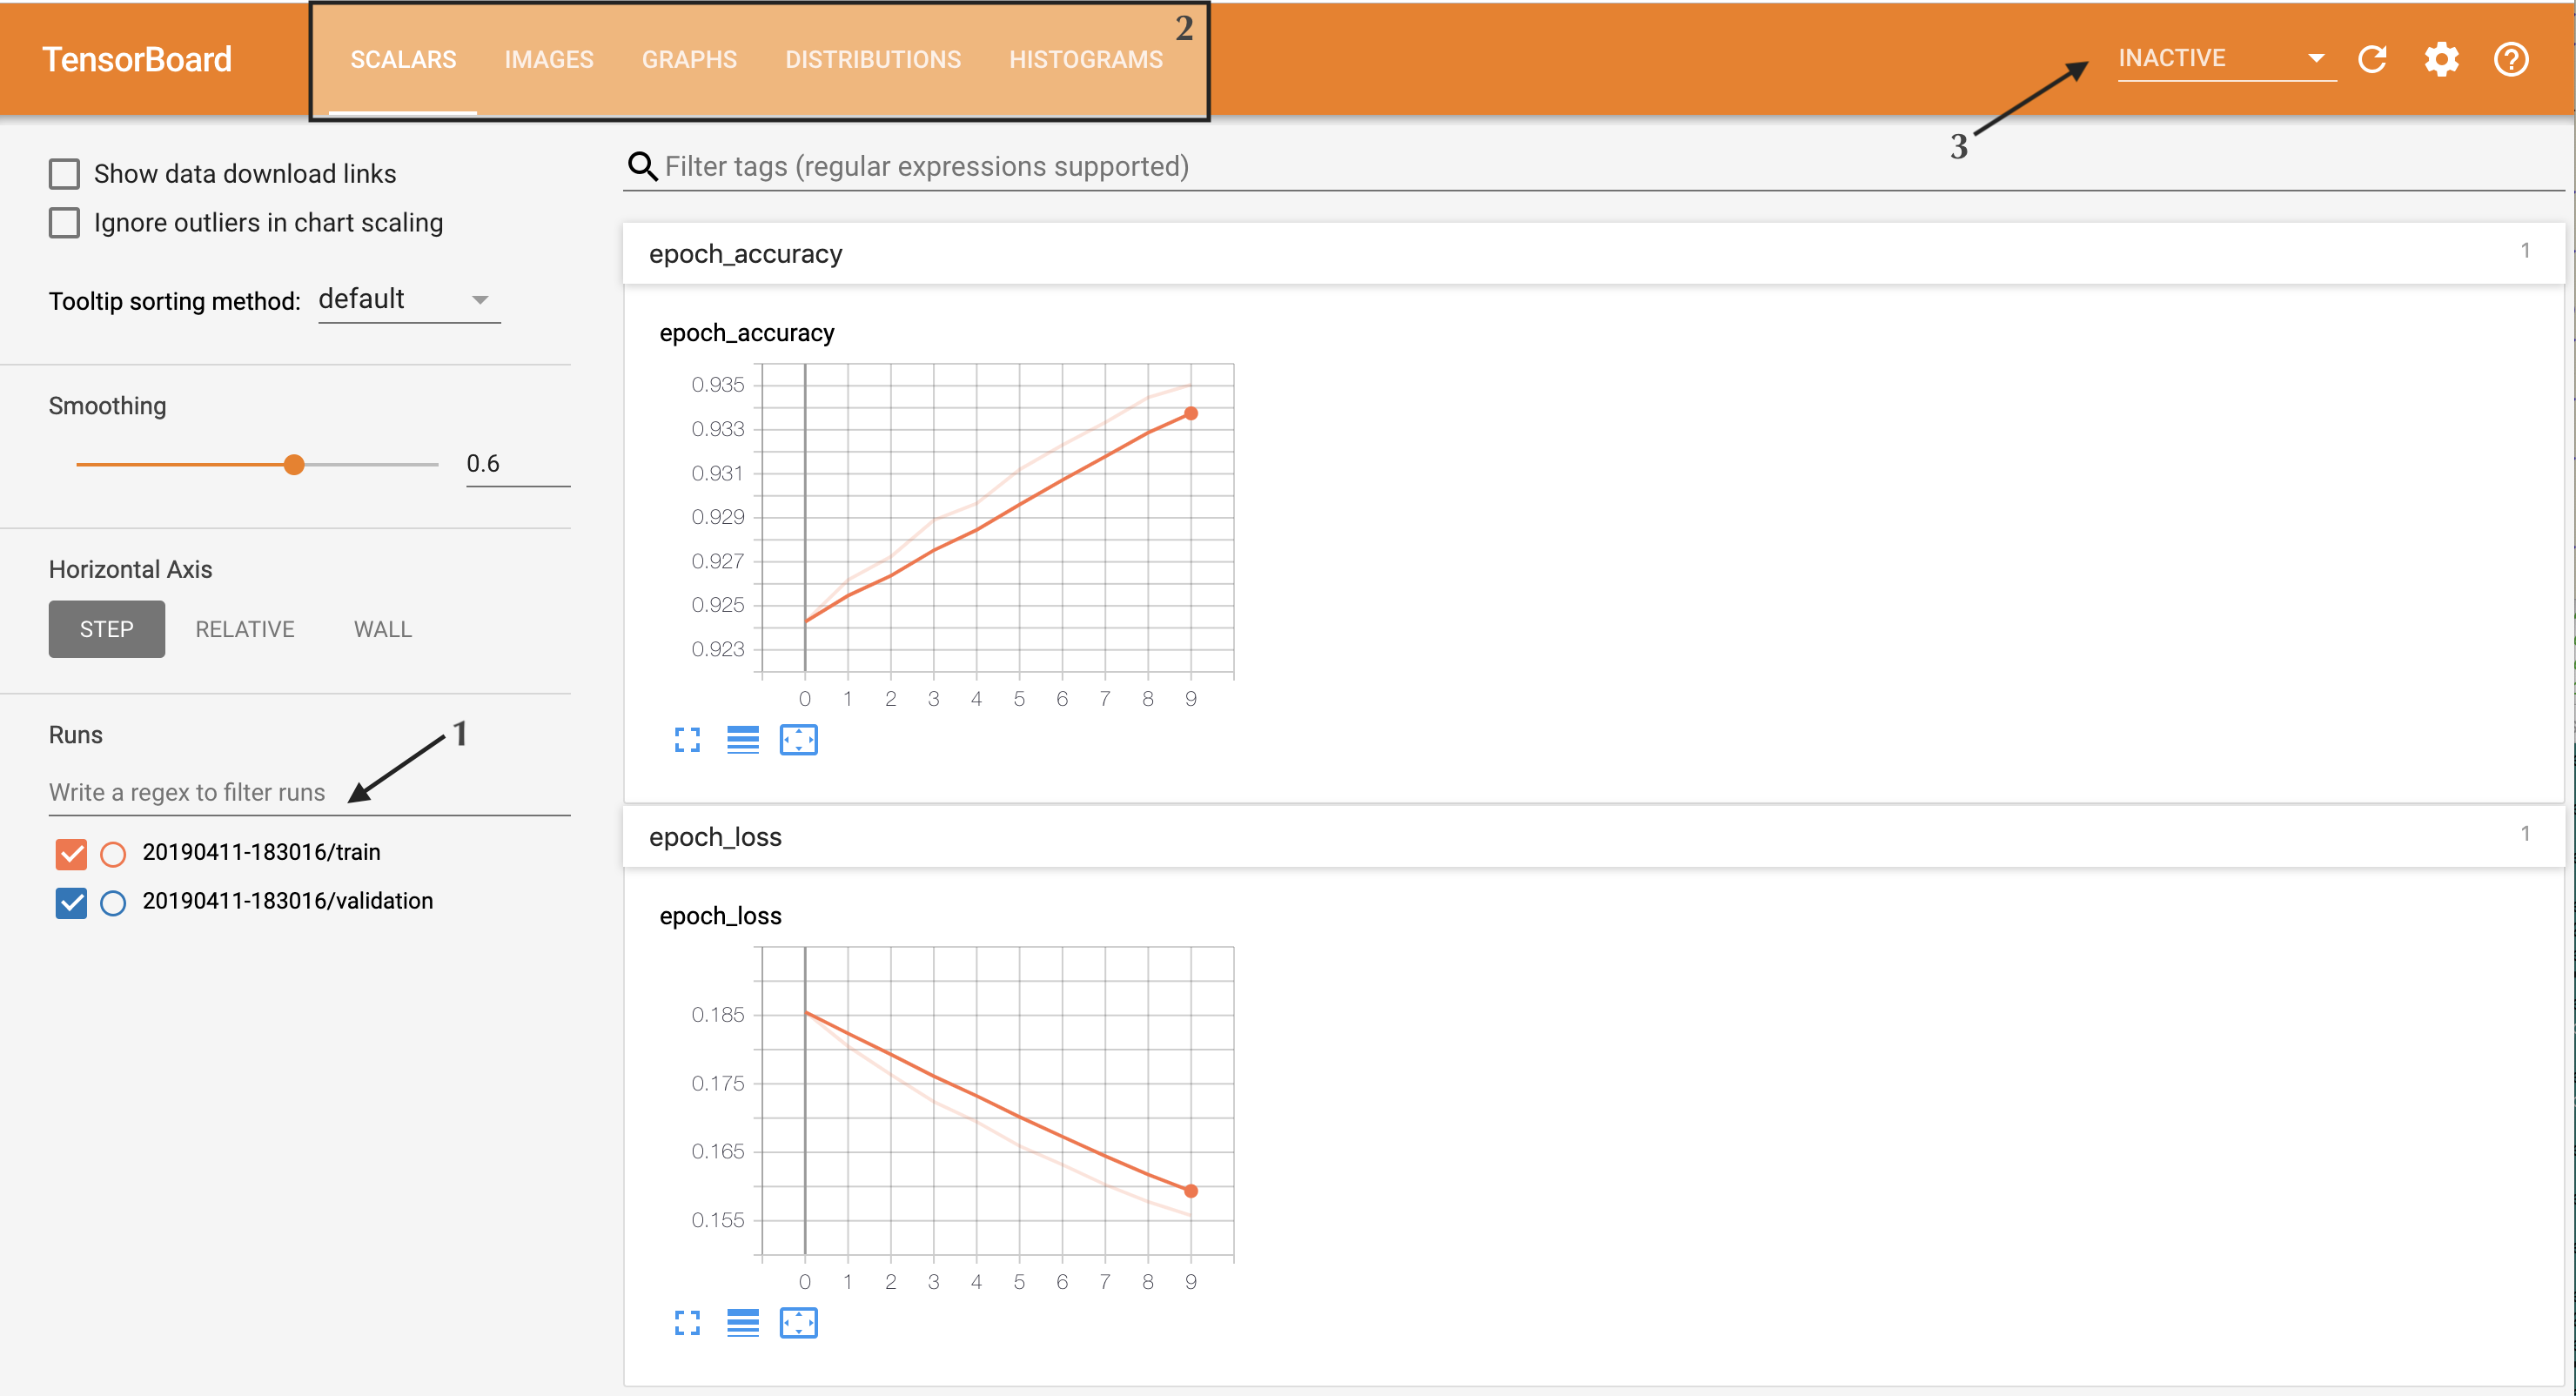 TensorBoard
SCALARS IMAGES GRAPHS DISTRIBUTIONS HISTOGRAMS
2
INACTIVE
3
Show data download links
Ignore outliers in chart scaling
Tooltip sorting method: default
Smoothing
0.6
Horizontal Axis
STEP RELATIVE WALL
Runs
1
Write a regex to filter runs
20190411-183016/train
20190411-183016/validation
Filter tags (regular expressions supported)
epoch_accuracy 1
epoch_accuracy
0.935
0.933
0.931
0.929
0.927
0.925
0.923
0 1 2 3 4 5 6 7 8 9
epoch_loss 1
epoch_loss
0.185
0.175
0.165
0.155
0 1 2 3 4 5 6 7 8 9